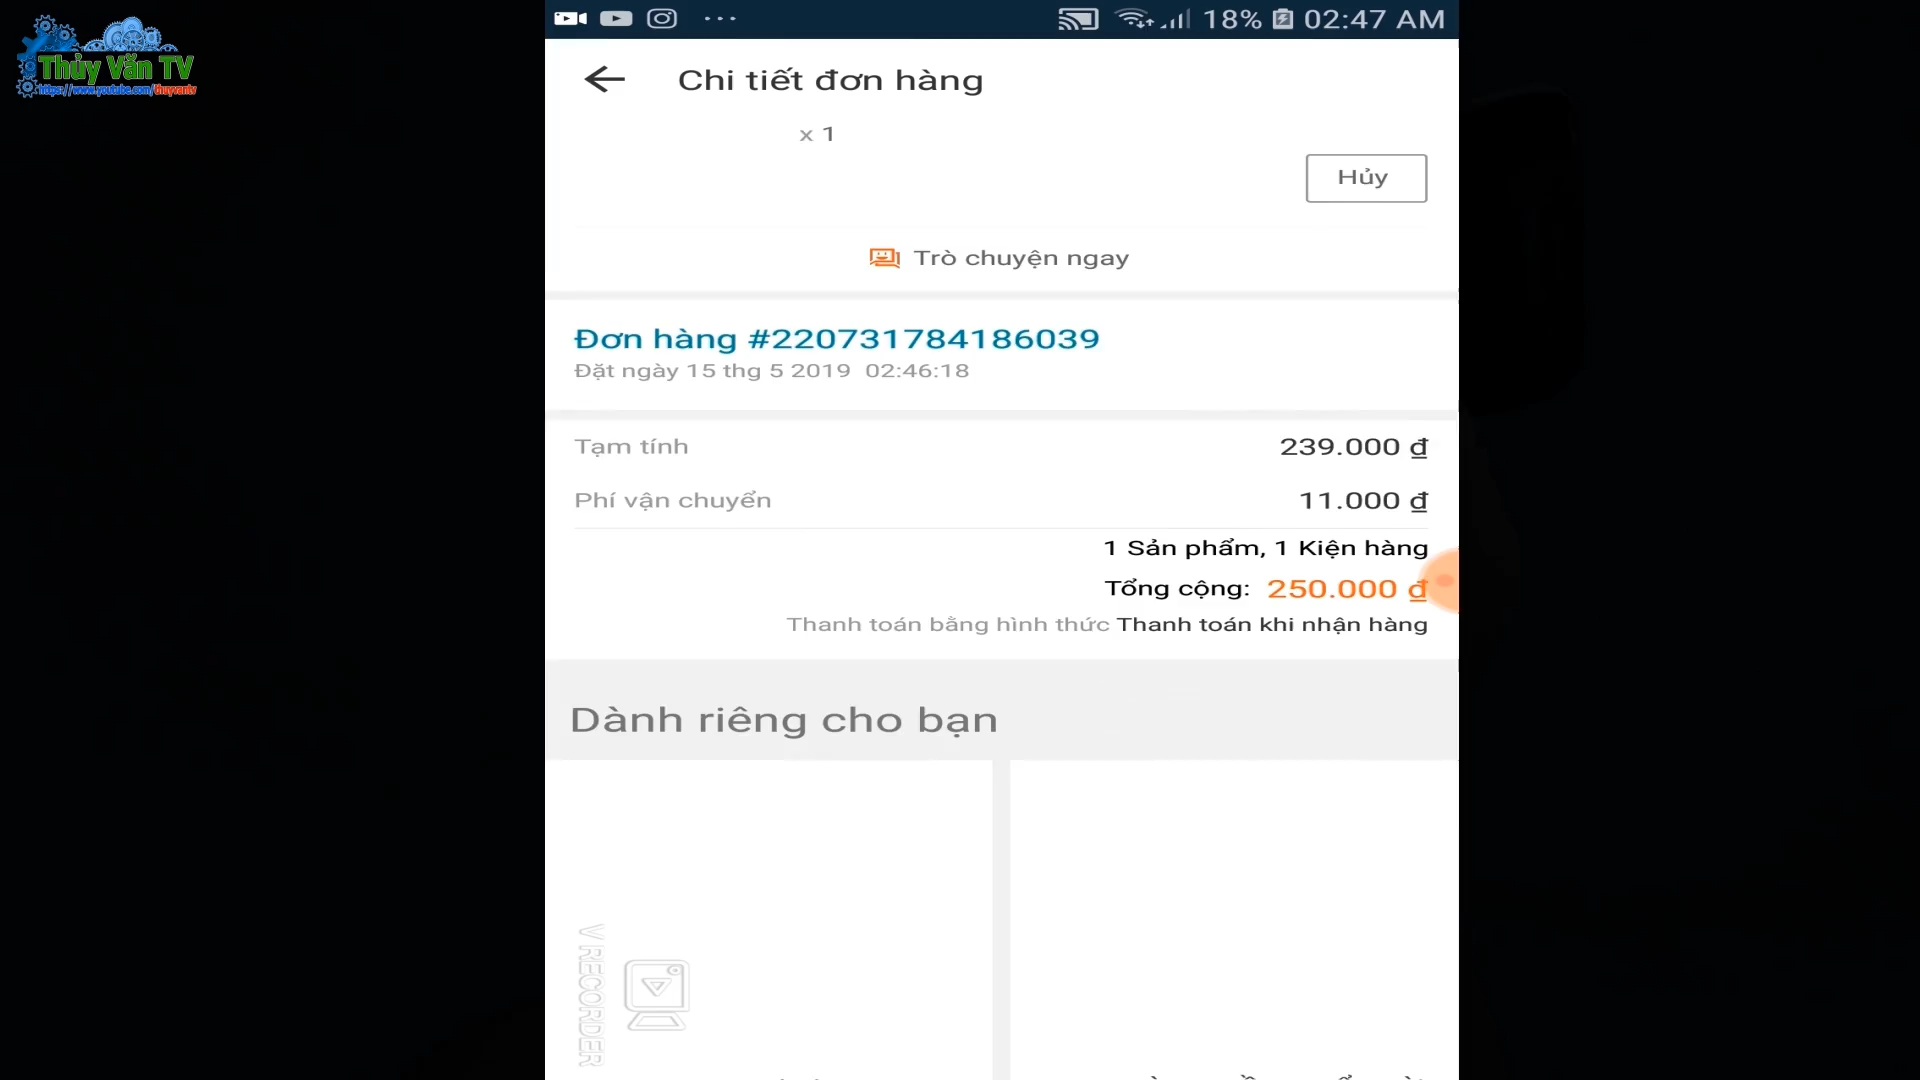 Thủy Văn TV
https://www.youtube.com/thuyvantv
18% 02:47 AM
Chi tiết đơn hàng
x 1
Hủy
Trò chuyện ngay
Đơn hàng #220731784186039
Đặt ngày 15 thg 5 2019 02:46:18
Tạm tính 239.000 ₫
Phí vận chuyển 11.000 ₫
1 Sản phẩm, 1 Kiện hàng
Tổng cộng: 250.000 ₫
Thanh toán bằng hình thức Thanh toán khi nhận hàng
Dành riêng cho bạn
V RECORDER